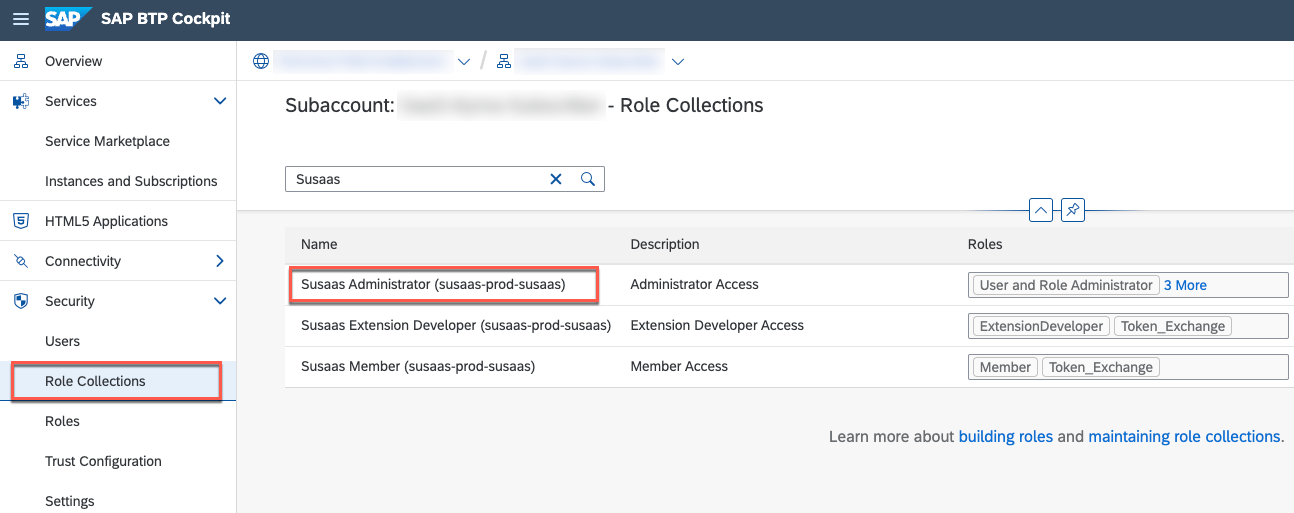 SAP SAP BTP Cockpit
Overview
Services
Service Marketplace
Instances and Subscriptions
HTML5 Applications
Connectivity
Security
Users
Role Collections
Roles
Trust Configuration
Settings
/
Subaccount: - Role Collections
Susaas
Name Description Roles
Susaas Administrator (susaas-prod-susaas) Administrator Access User and Role Administrator 3 More
Susaas Extension Developer (susaas-prod-susaas) Extension Developer Access ExtensionDeveloper Token_Exchange
Susaas Member (susaas-prod-susaas) Member Access Member Token_Exchange
Learn more about building roles and maintaining role collections.